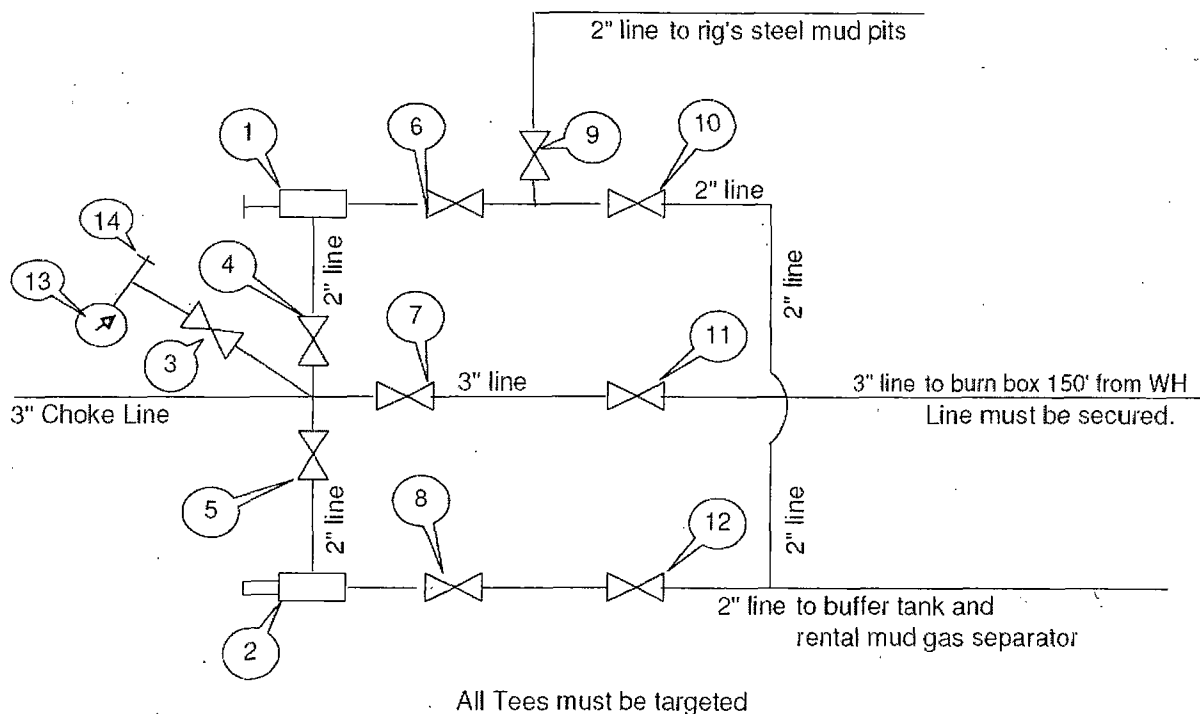 2" line to rig's steel mud pits
1
6
9
10
2" line
14
4
2" line
2" line
13
7
11
3
3" line
3" line to burn box 150' from WH
3" Choke Line
Line must be secured.
5
2" line
8
12
2" line
2" line to buffer tank and
rental mud gas separator
2
All Tees must be targeted